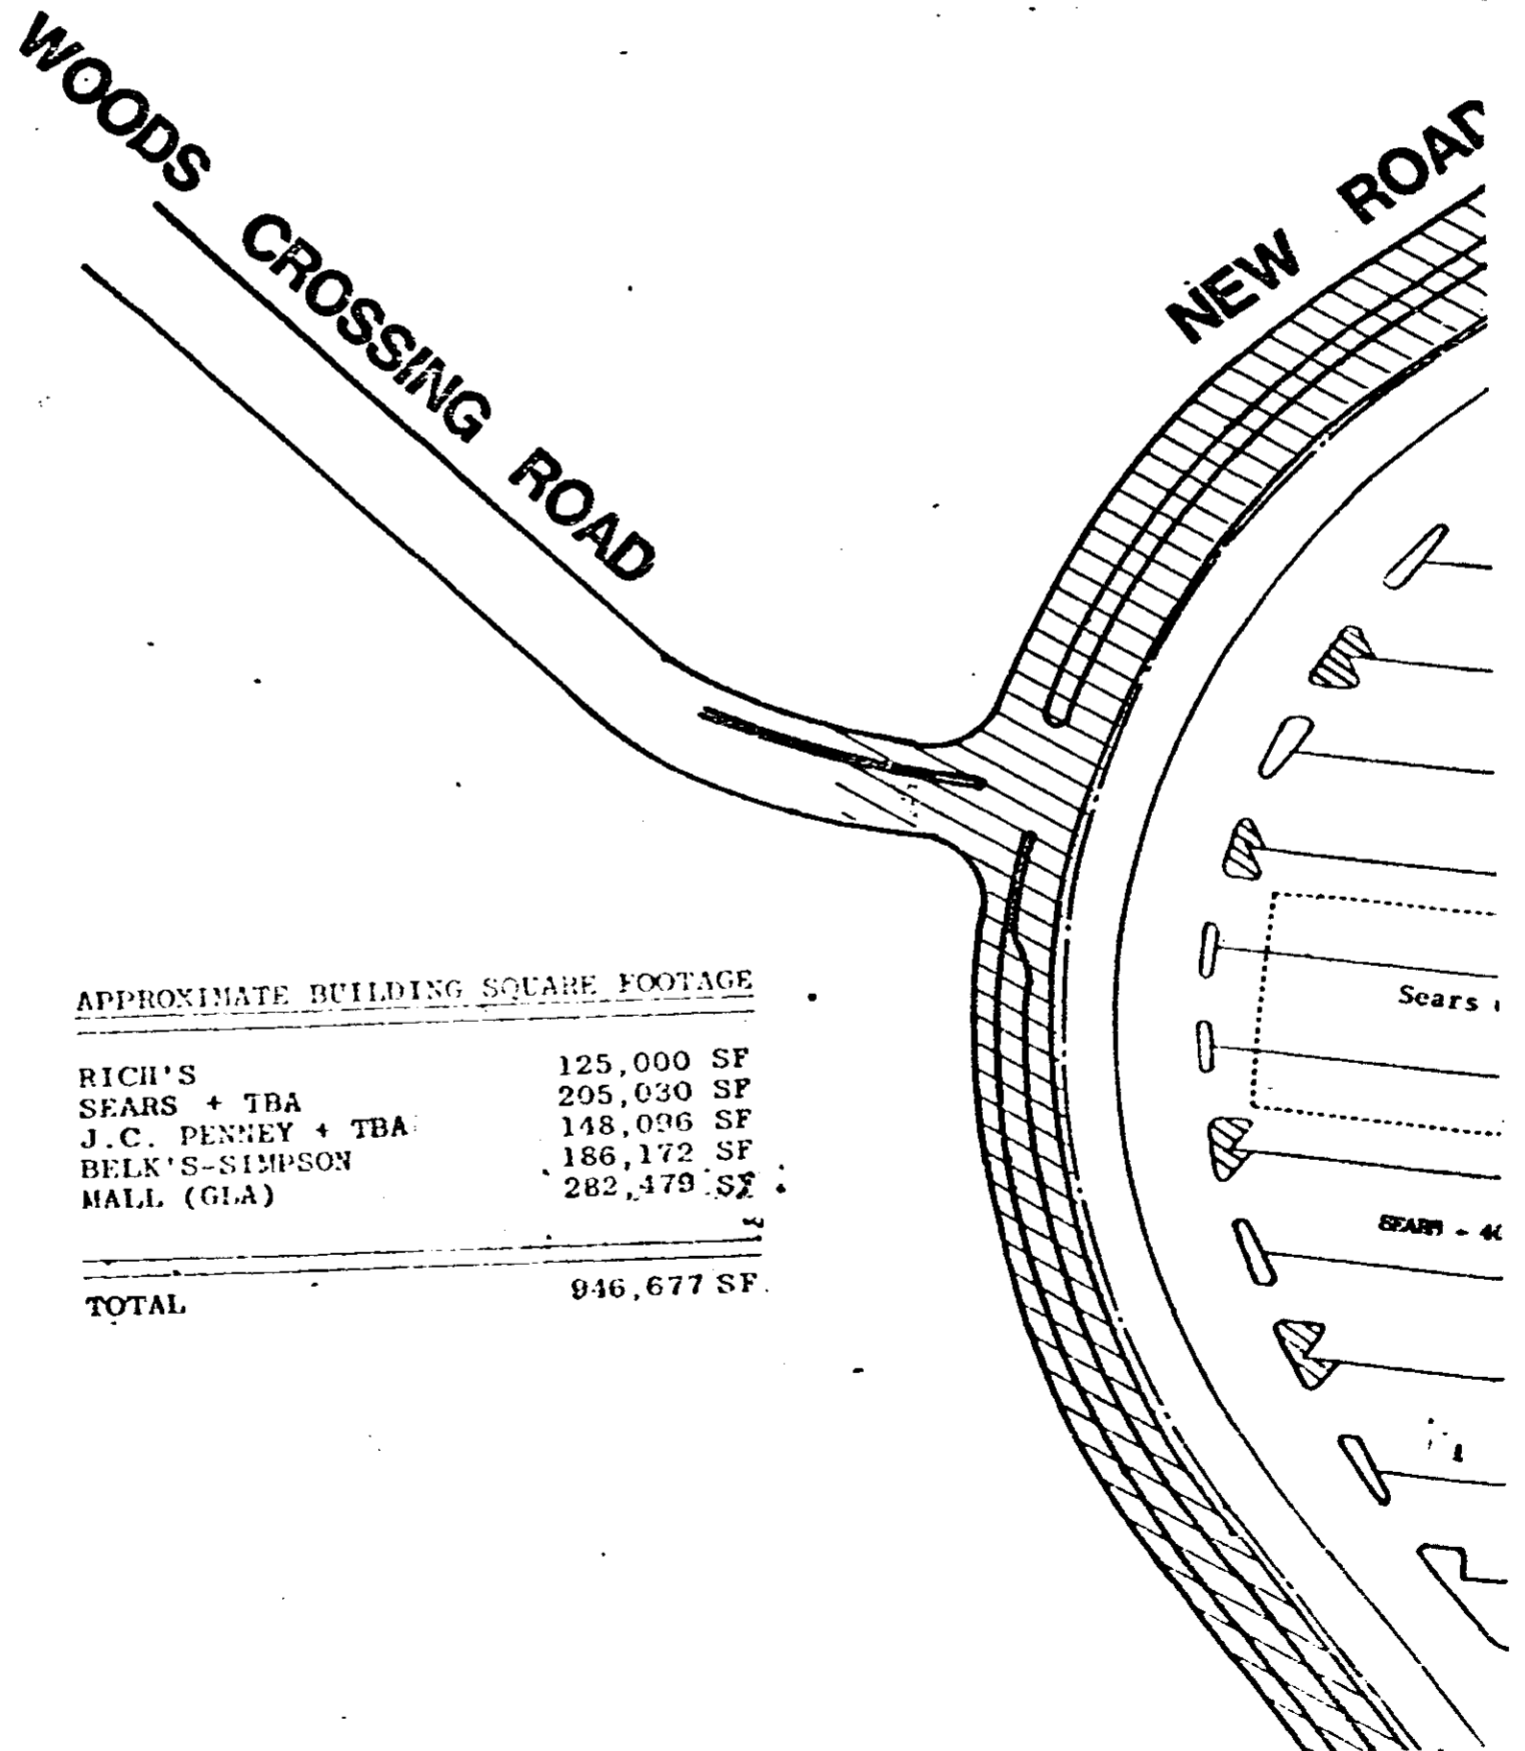 WOODS CROSSING ROAD
NEW ROAD
Sears
SEARS - 40
APPROXIMATE BUILDING SQUARE FOOTAGE
RICH'S 125,000 SF
SEARS + TBA 205,030 SF
J.C. PENNEY + TBA 148,096 SF
BELK'S-SIMPSON 186,172 SF
MALL (GLA) 282,479 SF
TOTAL 946,677 SF